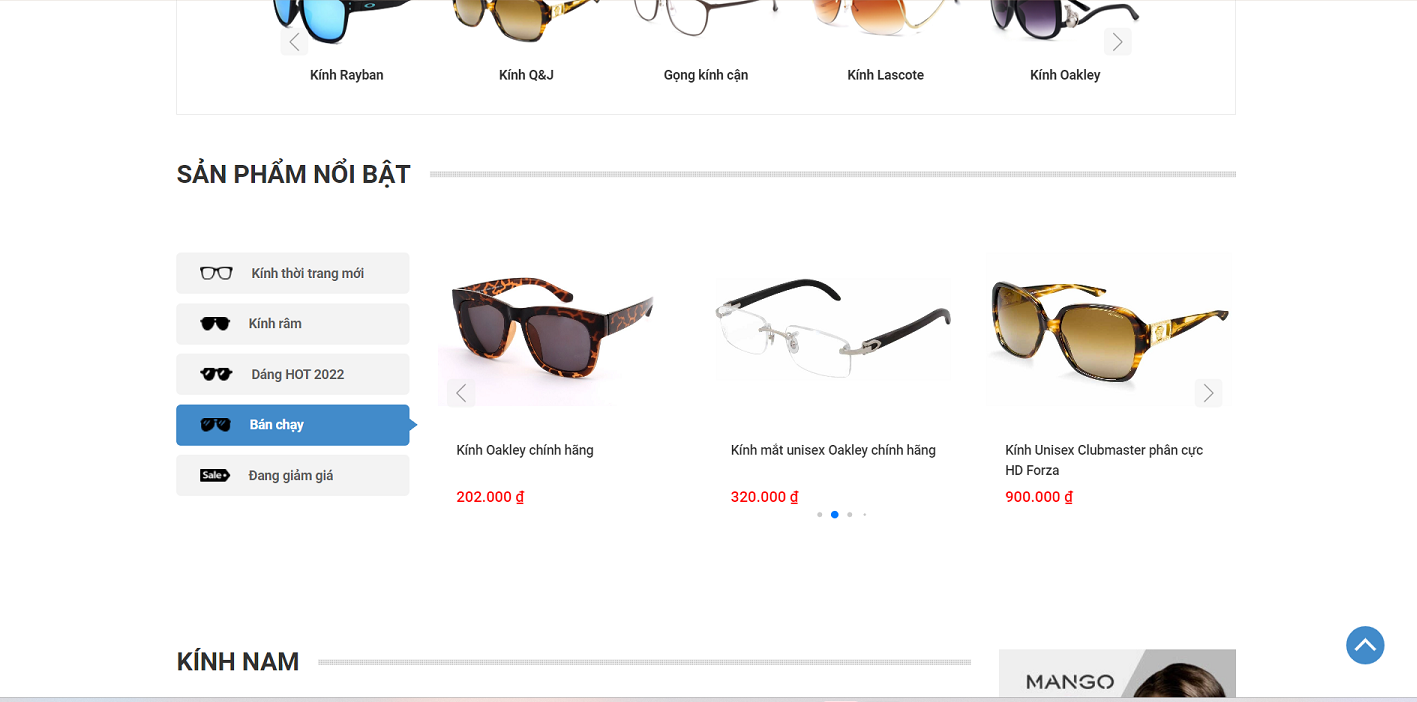 Kính Rayban
Kính Q&J
Gọng kính cận
Kính Lascote
Kính Oakley
SẢN PHẨM NỔI BẬT
Kính thời trang mới
Kính râm
Dáng HOT 2022
Bán chạy
Sale
Đang giảm giá
Kính Oakley chính hãng
202.000 ₫
Kính mắt unisex Oakley chính hãng
320.000 ₫
Kính Unisex Clubmaster phân cực
HD Forza
900.000 ₫
KÍNH NAM
MANGO